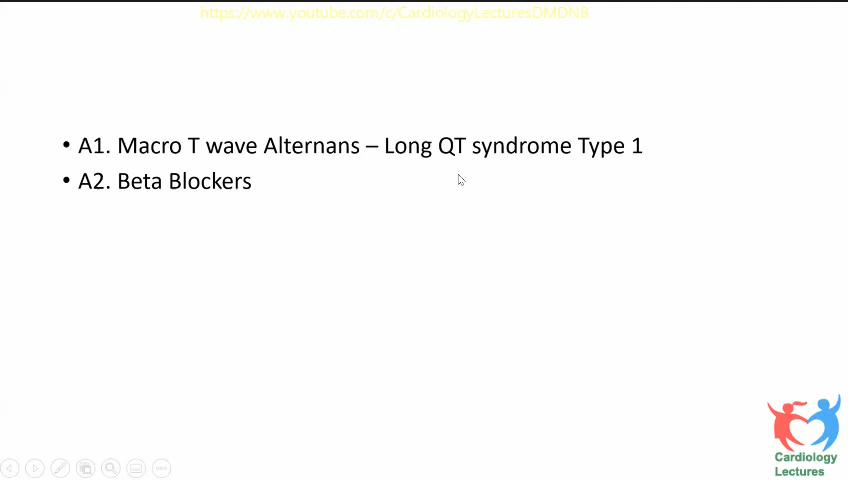 https://www.youtube.com/c/CardiologyLecturesDMDNB
• A1. Macro T wave Alternans – Long QT syndrome Type 1
• A2. Beta Blockers
Cardiology
Lectures